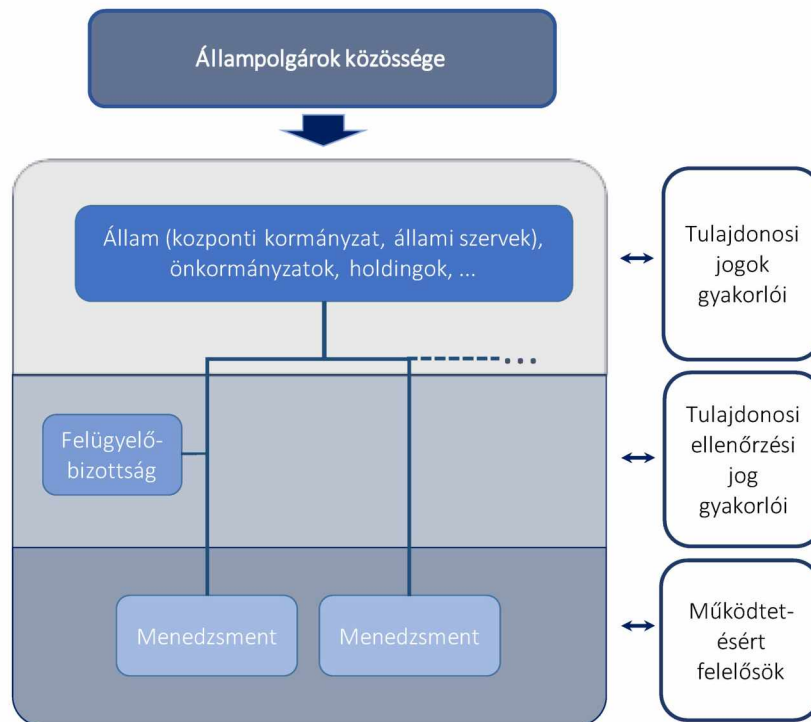 Állampolgárok közössége
Állam (központi kormányzat, állami szervek),
önkormányzatok, holdingok, ...
Tulajdonosi
jogok
gyakorlói
...
Felügyelő-
bizottság
Tulajdonosi
ellenőrzési
jog
gyakorlói
Menedzsment
Menedzsment
Működtet-
ésért
felelősök